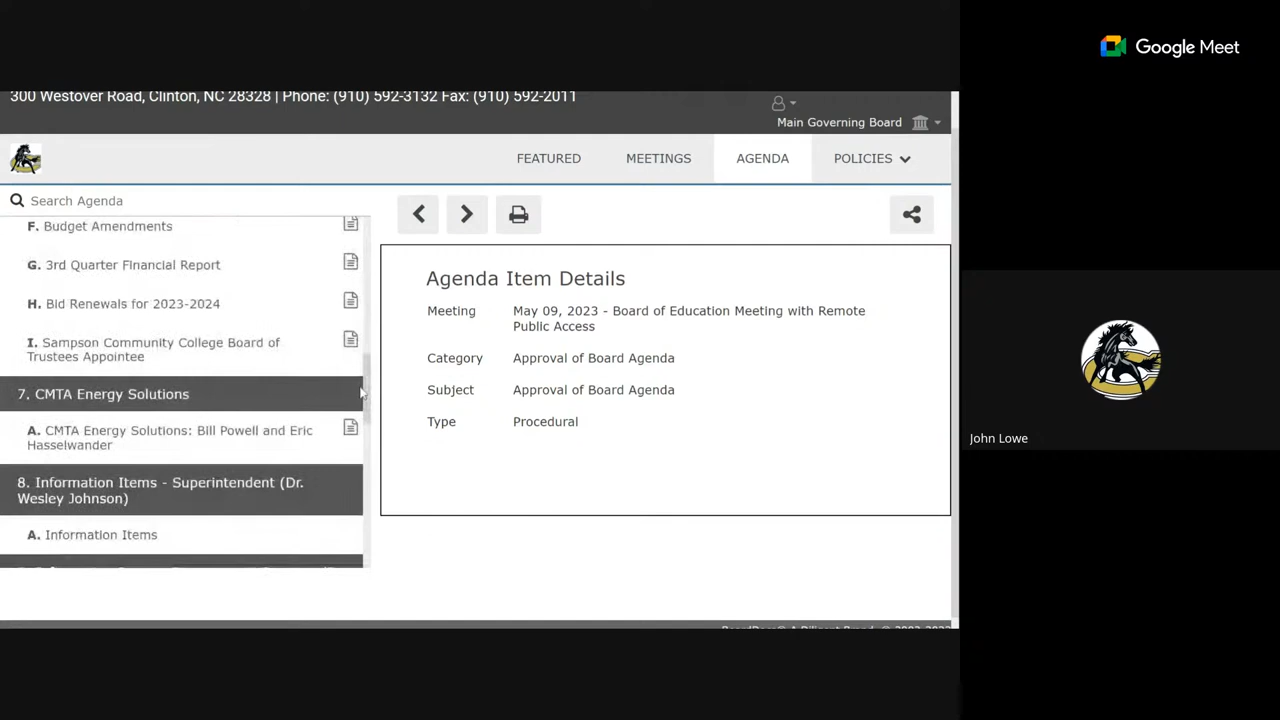 Google Meet
300 Westover Road, Clinton, NC 28328 | Phone: (910) 592-3132 Fax: (910) 592-2011
Main Governing Board
FEATURED
MEETINGS
AGENDA
POLICIES
Search Agenda
F. Budget Amendments
G. 3rd Quarter Financial Report
H. Bid Renewals for 2023-2024
I. Sampson Community College Board of
Trustees Appointee
7. CMTA Energy Solutions
A. CMTA Energy Solutions: Bill Powell and Eric
Hasselwander
8. Information Items - Superintendent (Dr.
Wesley Johnson)
A. Information Items
Agenda Item Details
Meeting
May 09, 2023 - Board of Education Meeting with Remote
Public Access
Category
Approval of Board Agenda
Subject
Approval of Board Agenda
Type
Procedural
John Lowe